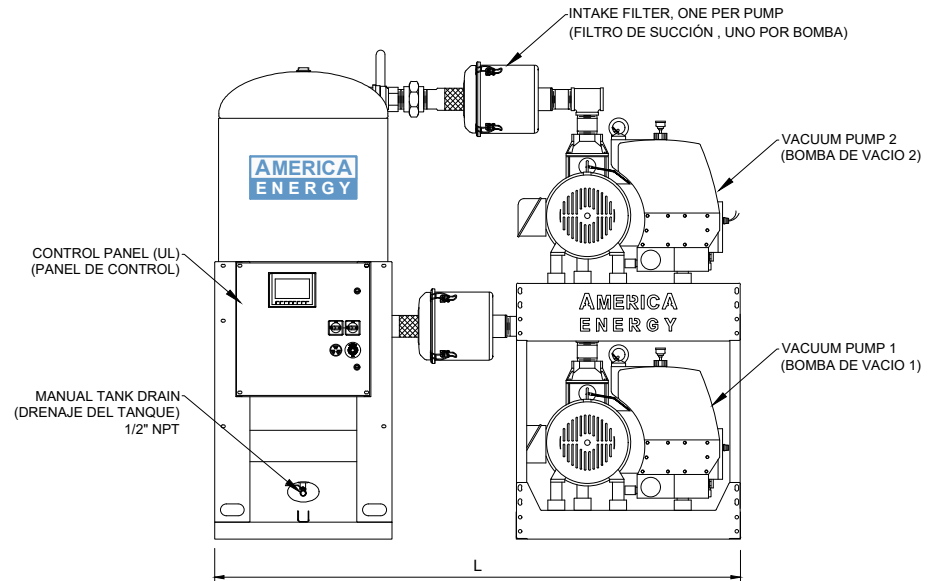 INTAKE FILTER, ONE PER PUMP
(FILTRO DE SUCCIÓN , UNO POR BOMBA)
VACUUM PUMP 2
(BOMBA DE VACIO 2)
AMERICA
ENERGY
CONTROL PANEL (UL)
(PANEL DE CONTROL)
AMERICA
ENERGY
VACUUM PUMP 1
(BOMBA DE VACIO 1)
MANUAL TANK DRAIN
(DRENAJE DEL TANQUE)
1/2" NPT
L